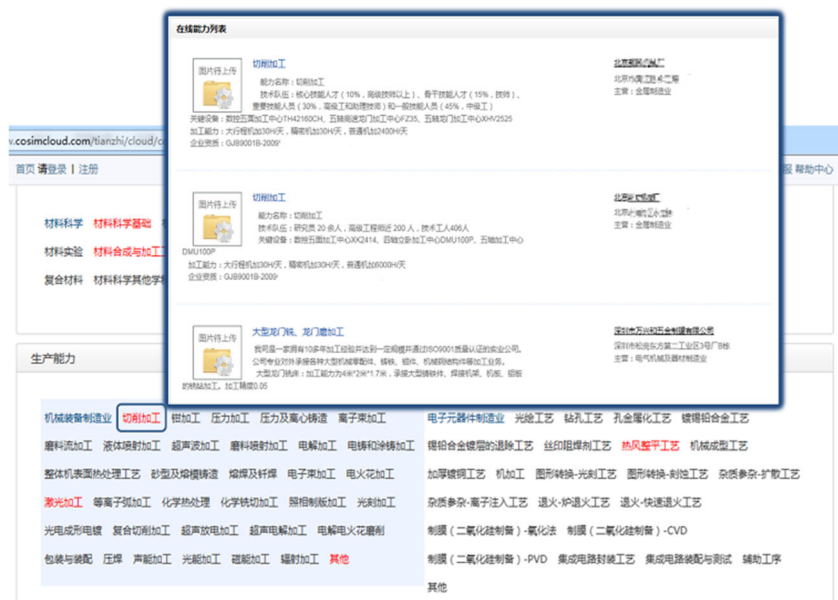 在线能力列表
图片待上传
切削加工
能力名称：切削加工
技术队伍：核心技能人才（10%，高级技师以上）、骨干技能人才（15%，技师）、
重要技能人员（30%，高级工和助理技师）和一般技能人员（45%，中级工）
关键设备：数控五面加工中心TH42160CH、五轴高速龙门加工中心FZ35、五轴龙门加工中心XHV2525
加工能力：大行程机加30H/天，精密机加30H/天，普通机加2400H/天
企业资质：GJB9001B-2009
主营：金属制造业
图片待上传
切削加工
能力名称：切削加工
技术队伍：研究员 20 余人，高级工程师近 200 人，技术工人406人
关键设备：数控五面加工中心XK2414、四轴立卧加工中心DMU100P、五轴加工中心
DMU100P
加工能力：大行程机加30H/天，精密机加30H/天，普通机加6000H/天
企业资质：GJB9001B-2009
主营：金属制造业
图片待上传
大型龙门铣、龙门磨加工
我司是一家拥有10多年加工经验并达到一定规模并通过ISO9001质量认证的实业公司。
公司专业对外承接各种大型机械零配件、铸铁、铝件、机械钢结构件等加工业务。
大型龙门铣床：加工能力为4米*2米*1.7米，承接大型铸铁件、焊接机架、机板、铝板
的铣钻加工，加工精度0.05
深圳市万兴和五金制理有限公司
深圳市松岗东方第二工业区3号厂B栋
主营：电气机械及器材制造业
.cosimcloud.com/tianzhi/cloud/c
首页 请登录 | 注册
服 帮助中心
材料科学 材料科学基础
材料实验 材料合成与加工
复合材料 材料科学其他学
生产能力
机械装备制造业 切削加工 钳加工 压力加工 压力及离心铸造 离子束加工
磨料流加工 液体喷射加工 超声波加工 磨料喷射加工 电解加工 电铸和涂铸加工
整体机表面热处理工艺 砂型及熔模铸造 熔焊及钎焊 电子束加工 电火花加工
激光加工 等离子弧加工 化学热处理 化学铣切加工 照相制版加工 光刻加工
光电成形电镀 复合切削加工 超声放电加工 超声电解加工 电解电火花磨削
包装与装配 压焊 声能加工 光能加工 磁能加工 辐射加工 其他
电子元器件制造业 光绘工艺 钻孔工艺 孔金属化工艺 镀锡铅合金工艺
锡铅合金镀层的退除工艺 丝印阻焊剂工艺 热风整平工艺 机械成型工艺
加厚镀铜工艺 机加工 图形转换-光刻工艺 图形转换-刻蚀工艺 杂质参杂-扩散工艺
杂质参杂-离子注入工艺 退火-炉退火工艺 退火-快速退火工艺
制膜（二氧化硅制备）-氧化法 制膜（二氧化硅制备）-CVD
制膜（二氧化硅制备）-PVD 集成电路封装工艺 集成电路装配与测试 辅助工序
其他